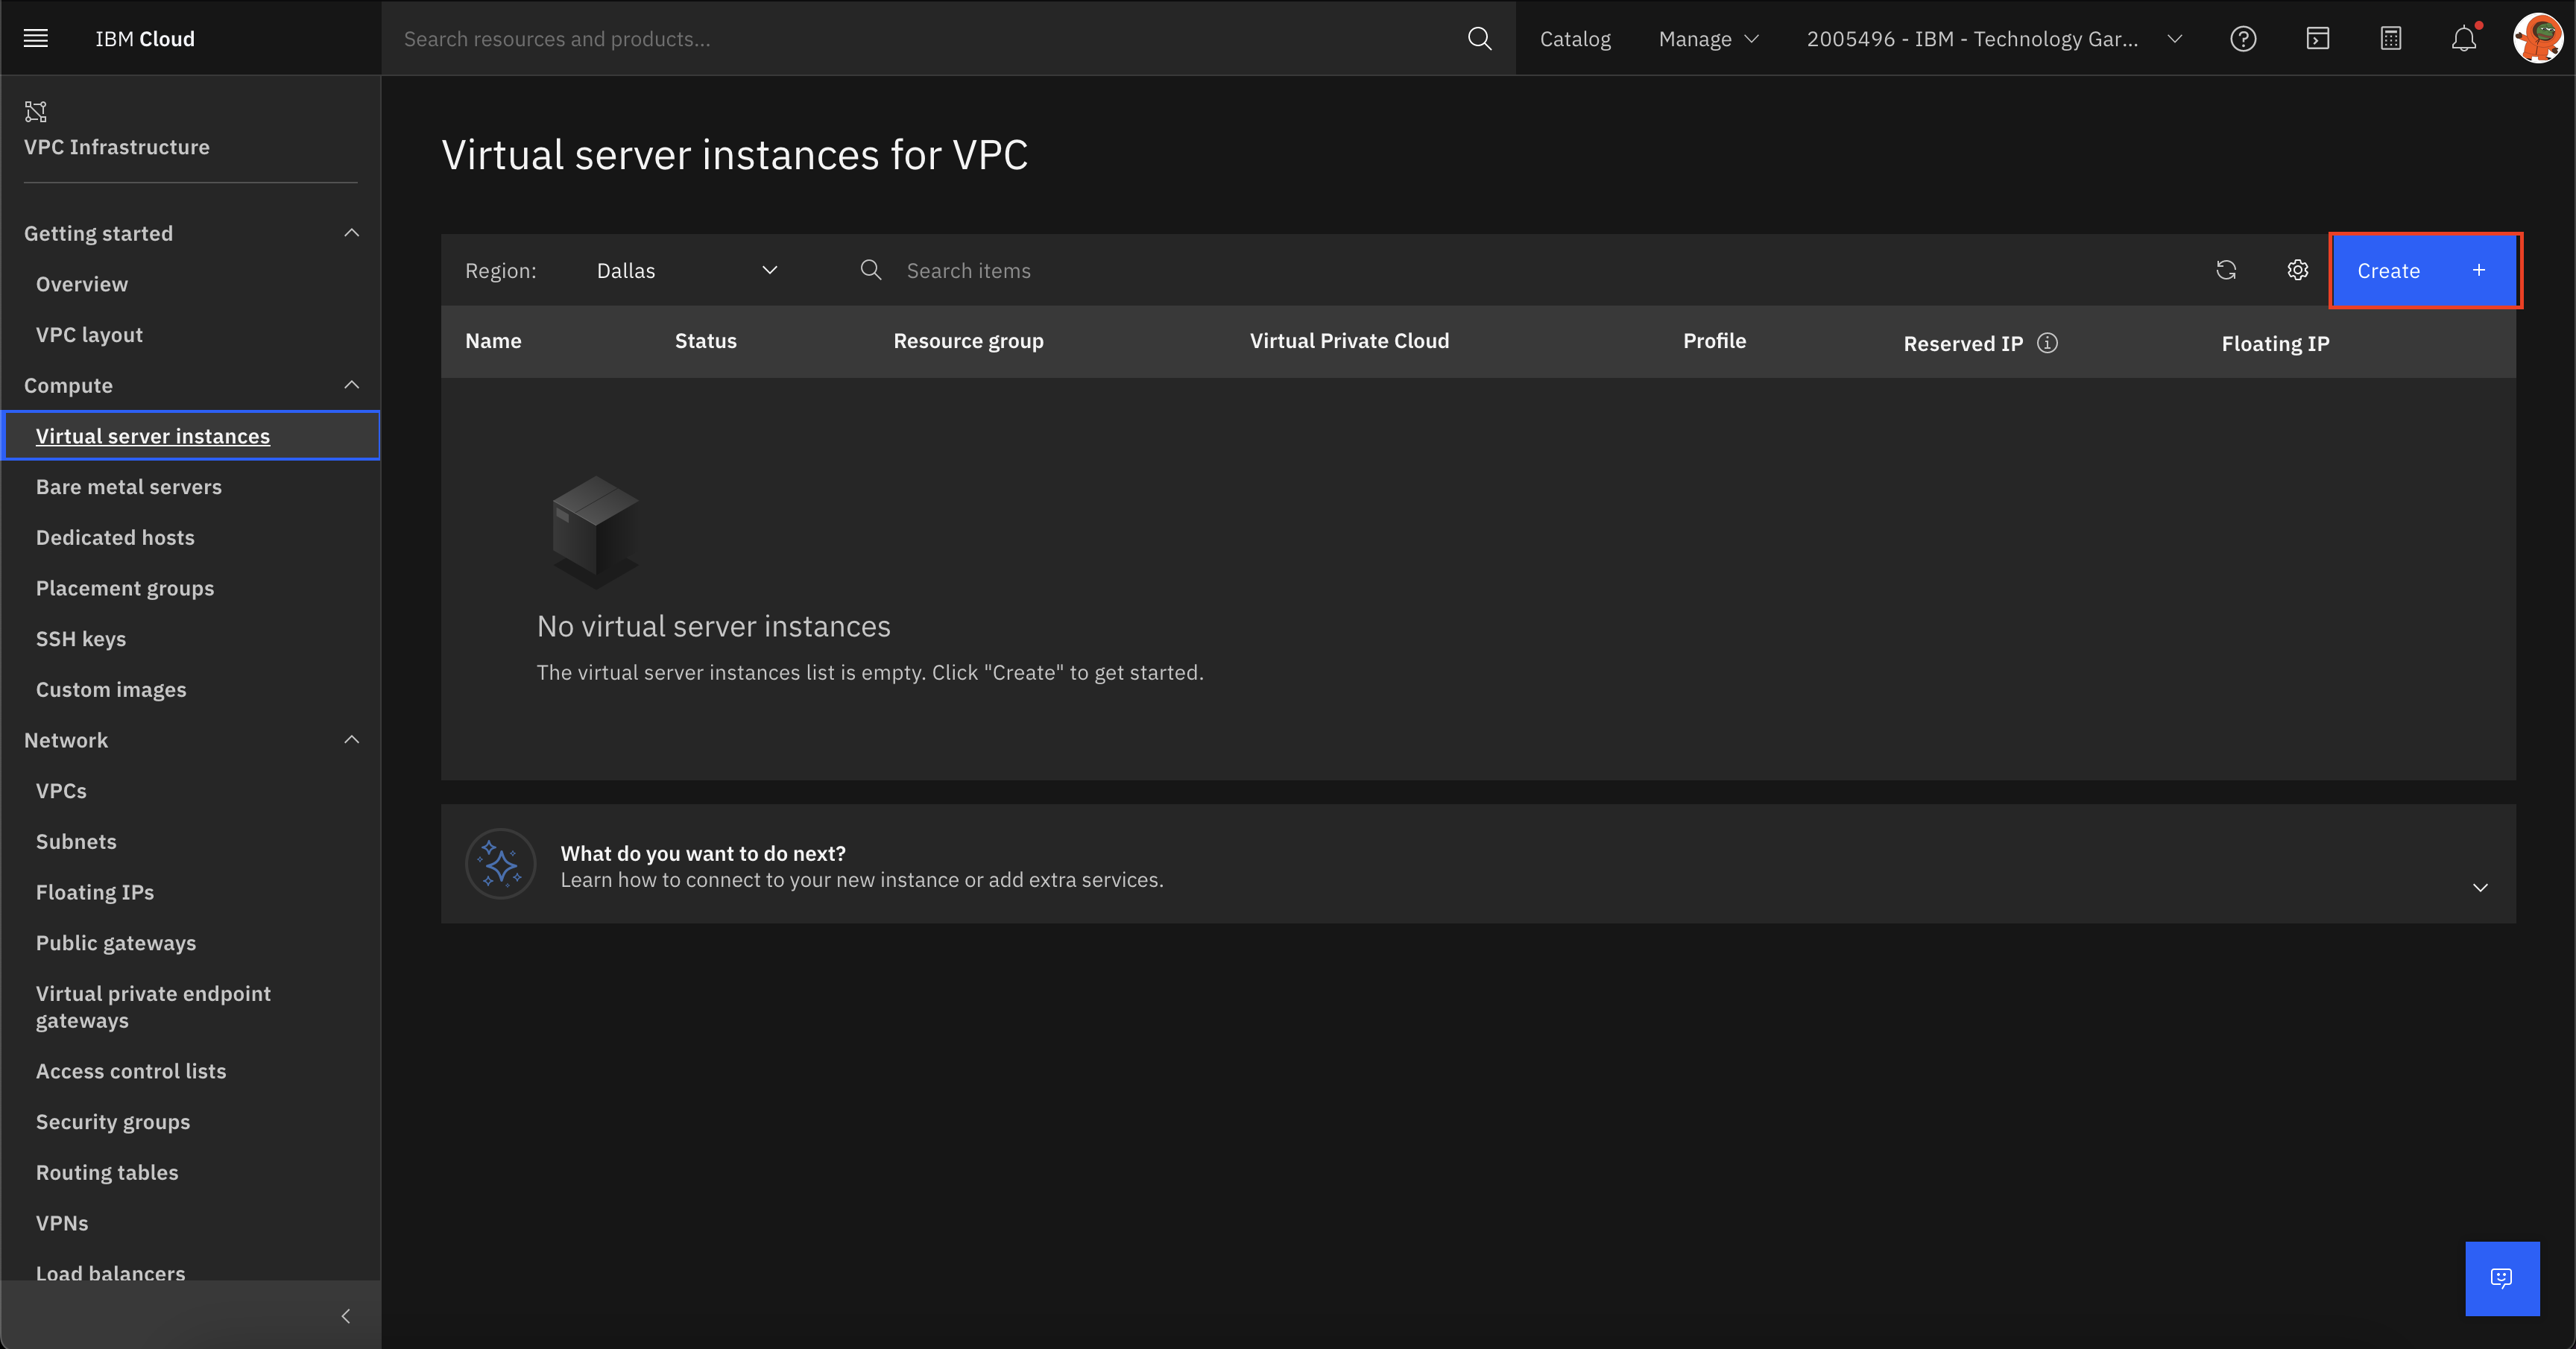 IBM Cloud
Search resources and products...
Catalog
Manage
2005496 - IBM - Technology Gar...
VPC Infrastructure
Getting started
Overview
VPC layout
Compute
Virtual server instances
Bare metal servers
Dedicated hosts
Placement groups
SSH keys
Custom images
Network
VPCs
Subnets
Floating IPs
Public gateways
Virtual private endpoint
gateways
Access control lists
Security groups
Routing tables
VPNs
Load balancers
Virtual server instances for VPC
Region:
Dallas
Search items
Create +
Name
Status
Resource group
Virtual Private Cloud
Profile
Reserved IP
Floating IP
No virtual server instances
The virtual server instances list is empty. Click "Create" to get started.
What do you want to do next?
Learn how to connect to your new instance or add extra services.